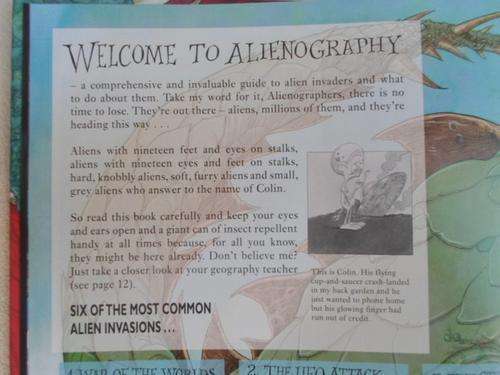 WELCOME TO ALIENOGRAPHY
– a comprehensive and invaluable guide to alien invaders and what
to do about them. Take my word for it, Alienographers, there is no
time to lose. They're out there – aliens, millions of them, and they're
heading this way . . .
Aliens with nineteen feet and eyes on stalks,
aliens with nineteen eyes and feet on stalks,
hard, knobbly aliens, soft, furry aliens and small,
grey aliens who answer to the name of Colin.
So read this book carefully and keep your eyes
and ears open and a giant can of insect repellent
handy at all times because, for all you know,
they might be here already. Don't believe me?
Just take a closer look at your geography teacher
(see page 12).
This is Colin. His flying
cup-and-saucer crash-landed
in my back garden and he
just wanted to phone home
but his glowing finger had
run out of credit.
SIX OF THE MOST COMMON
ALIEN INVASIONS ...
WAR OF THE WORLDS
2. THE UFO ATTACK